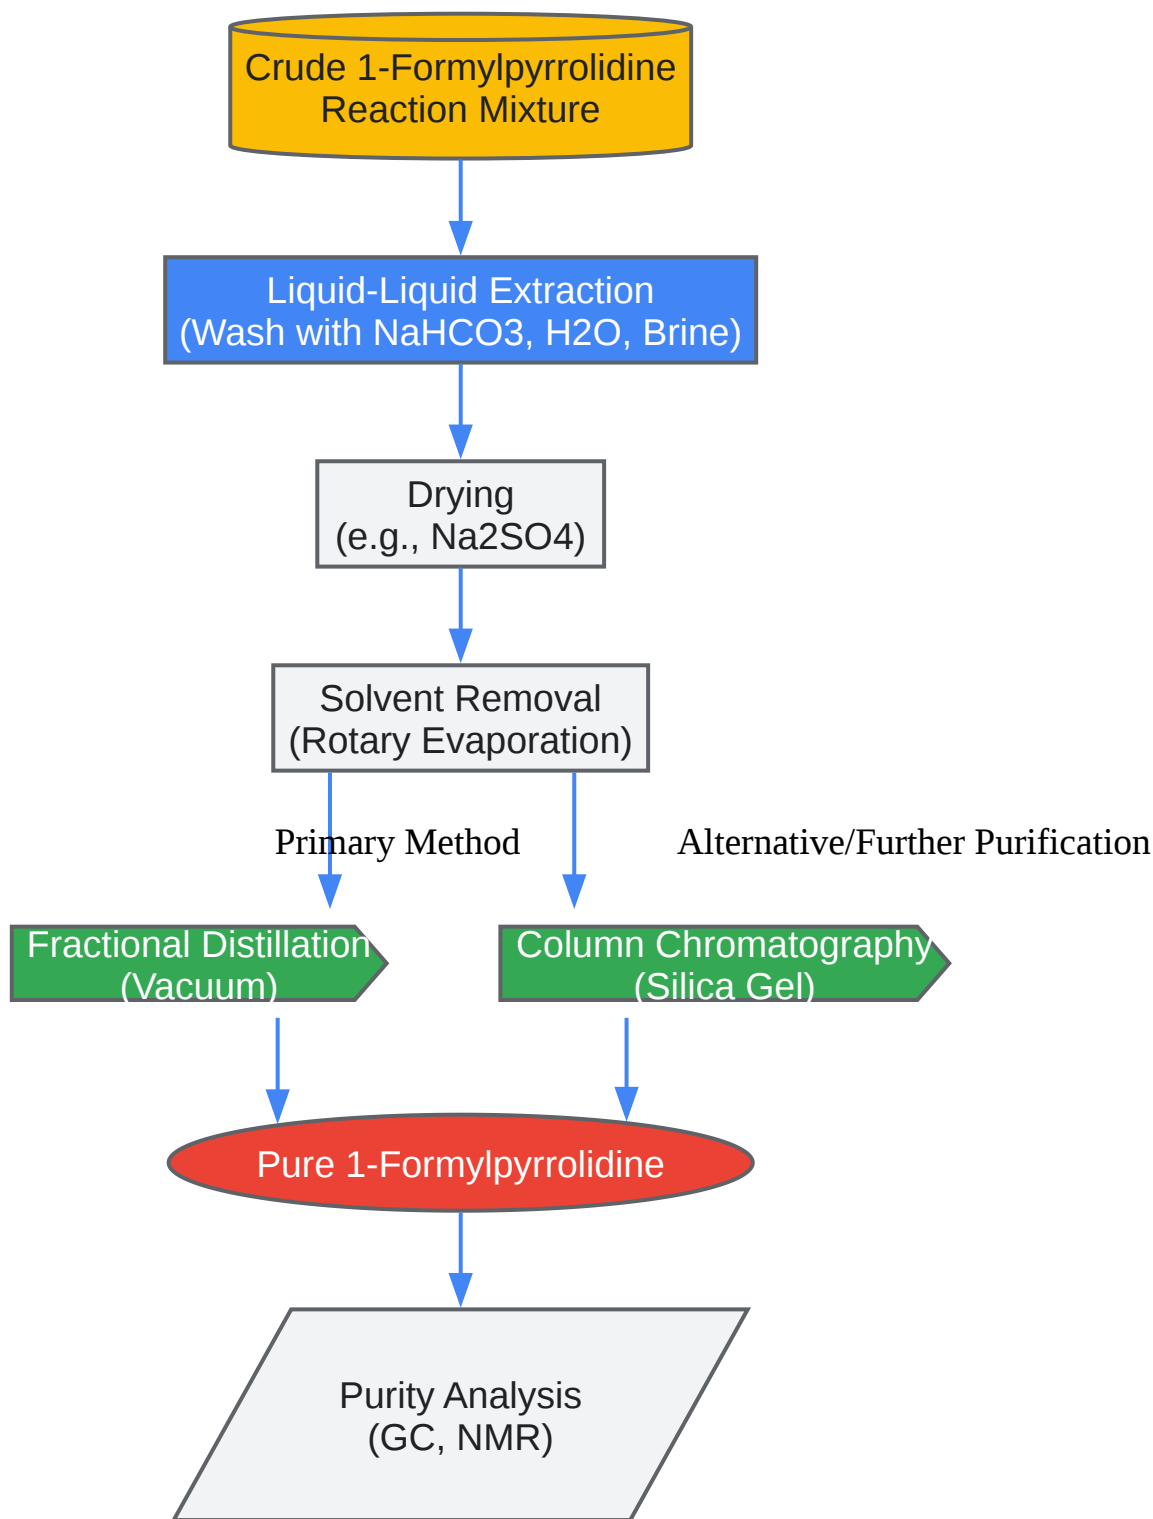 Crude 1-Formylpyrrolidine
Reaction Mixture
Liquid-Liquid Extraction
(Wash with NaHCO3, H2O, Brine)
Drying
(e.g., Na2SO4)
Solvent Removal
(Rotary Evaporation)
Primary Method
Alternative/Further Purification
Fractional Distillation
(Vacuum)
Column Chromatography
(Silica Gel)
Pure 1-Formylpyrrolidine
Purity Analysis
(GC, NMR)